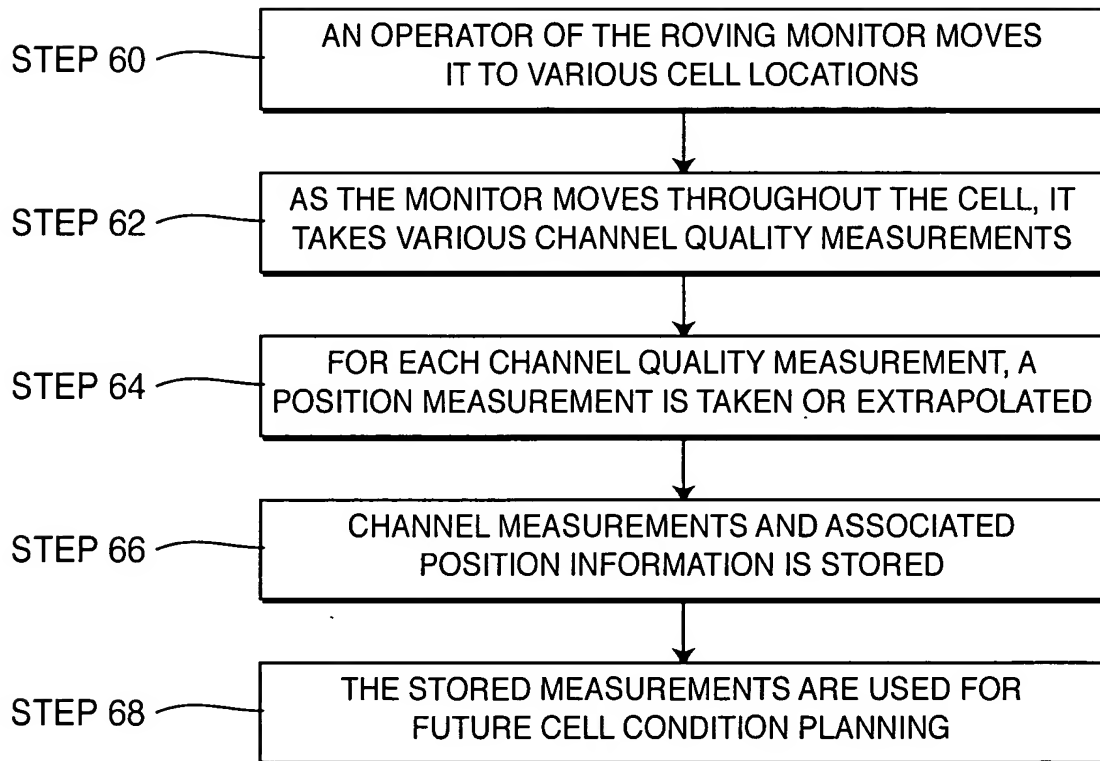 STEP 60
AN OPERATOR OF THE ROVING MONITOR MOVES
IT TO VARIOUS CELL LOCATIONS
STEP 62
AS THE MONITOR MOVES THROUGHOUT THE CELL, IT
TAKES VARIOUS CHANNEL QUALITY MEASUREMENTS
STEP 64
FOR EACH CHANNEL QUALITY MEASUREMENT, A
POSITION MEASUREMENT IS TAKEN OR EXTRAPOLATED
STEP 66
CHANNEL MEASUREMENTS AND ASSOCIATED
POSITION INFORMATION IS STORED
STEP 68
THE STORED MEASUREMENTS ARE USED FOR
FUTURE CELL CONDITION PLANNING